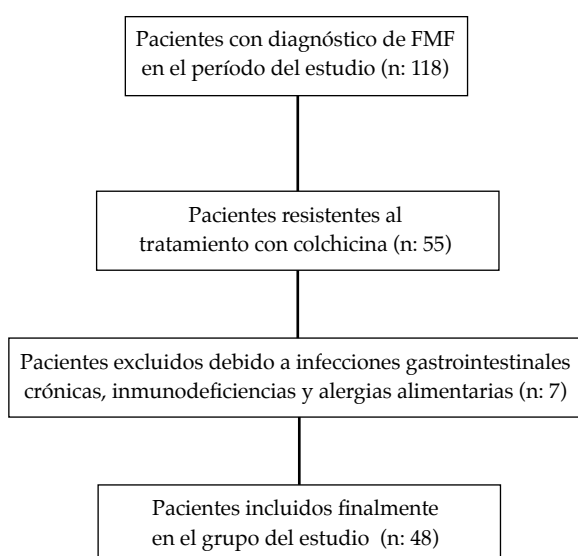 Pacientes con diagnóstico de FMF
en el período del estudio (n: 118)
Pacientes resistentes al
tratamiento con colchicina (n: 55)
Pacientes excluidos debido a infecciones gastrointestinales
crónicas, inmunodeficiencias y alergias alimentarias (n: 7)
Pacientes incluidos finalmente
en el grupo del estudio (n: 48)